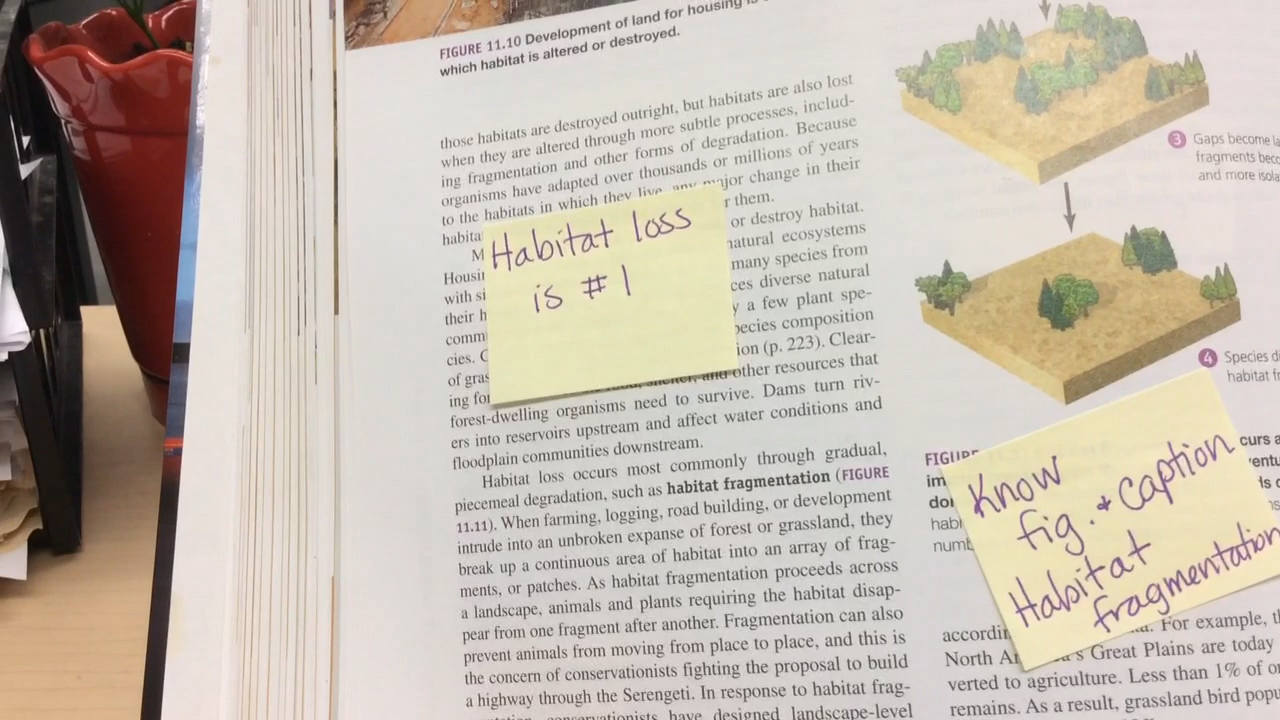 FIGURE 11.10 Development of land for housing is
which habitat is altered or destroyed.
those habitats are destroyed outright, but habitats are also lost
when they are altered through more subtle processes, includ-
ing fragmentation and other forms of degradation. Because
organisms have adapted over thousands or millions of years
to the habitats in which they live, any major change in their
habita r them.
M or destroy habitat.
Housi natural ecosystems
with si many species from
their h ces diverse natural
comm y a few plant spe-
cies. C pecies composition
of gras ion (p. 223). Clear-
ing fo food, shelter, and other resources that
forest-dwelling organisms need to survive. Dams turn riv-
ers into reservoirs upstream and affect water conditions and
floodplain communities downstream.
Habitat loss
is #1
Habitat loss occurs most commonly through gradual,
piecemeal degradation, such as habitat fragmentation (FIGURE
11.11). When farming, logging, road building, or development
intrude into an unbroken expanse of forest or grassland, they
break up a continuous area of habitat into an array of frag-
ments, or patches. As habitat fragmentation proceeds across
a landscape, animals and plants requiring the habitat disap-
pear from one fragment after another. Fragmentation can also
prevent animals from moving from place to place, and this is
the concern of conservationists fighting the proposal to build
a highway through the Serengeti. In response to habitat frag-
conservationists have designed landscape-level
3 Gaps become la
fragments beco
and more isola
4 Species di
habitat fr
FIGURE curs a
im
do
habi
numb
Know
fig. + caption
Habitat
fragmentation
accordin For example, t
North Am a's Great Plains are today
verted to agriculture. Less than 1% of o
remains. As a result, grassland bird popu